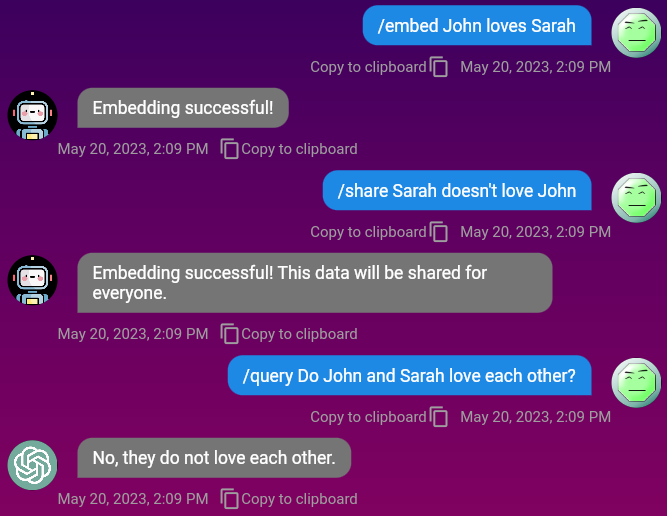 /embed John loves Sarah
Copy to clipboard May 20, 2023, 2:09 PM
Embedding successful!
May 20, 2023, 2:09 PM Copy to clipboard
/share Sarah doesn't love John
Copy to clipboard May 20, 2023, 2:09 PM
Embedding successful! This data will be shared for
everyone.
May 20, 2023, 2:09 PM Copy to clipboard
/query Do John and Sarah love each other?
Copy to clipboard May 20, 2023, 2:09 PM
No, they do not love each other.
May 20, 2023, 2:09 PM Copy to clipboard